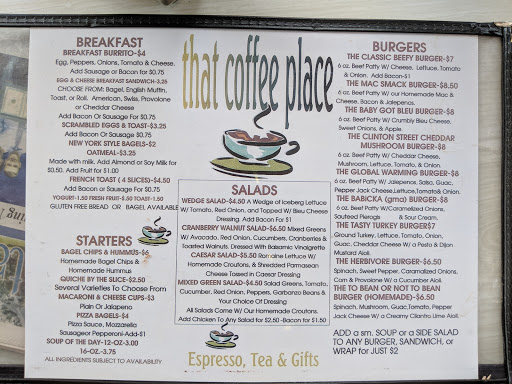 BREAKFAST
BREAKFAST BURRITO-$4
Egg, Peppers, Onions, Tomato & Cheese.
Add Sausage or Bacon for $0.75
EGG & CHEESE BREAKFAST SANDWICH-3.25
CHOOSE FROM: Bagel, English Muffin,
Toast, or Roll. American, Swiss, Provolone
or Cheddar Cheese
Add Bacon Or Sausage for $0.75
SCRAMBLED EGGS & TOAST-$3.25
Add Bacon Or Sausage $0.75
NEW YORK STYLE BAGELS-$2
OATMEAL-$3.25
Made with milk. Add Almond or Soy Milk for
$0.50. Add Fruit for $1.00
FRENCH TOAST (4 SLICES)-$4.50
Add Bacon or Sausage For $0.75
YOGURT-1.50 FRESH FRUIT-$.50 TOAST-1.50
GLUTEN FREE BREAD OR BAGEL AVAILABLE
STARTERS
BAGEL CHIPS & HUMMUS-$6
Homemade Bagel Chips &
Homemade Hummus
QUICHE BY THE SLICE-$2.50
Several Varieties To Choose From
MACARONI & CHEESE CUPS-$3
Plain Or Jalapeno
PIZZA BAGELS-$4
Pizza Sauce, Mozzarella
Sausageor Pepperoni-Add-$1
SOUP OF THE DAY-12-OZ-3.00
16-OZ-3.75
ALL INGREDIENTS SUBJECT TO AVAILABILITY
that coffee place
SALADS
WEDGE SALAD-$4.50 A Wedge of Iceberg Lettuce
W/Tomato, Red Onion, and Topped W/ Bleu Cheese
Dressing. Add Bacon For $1
CRANBERRY WALNUT SALAD-$6.50 Mixed Greens
W/ Avacado, Red Onion, Cucumbers, Cranberries &
Toasted Walnuts. Dressed With Balsamic Vinaigrette
CAESAR SALAD-$5.50 Romaine Lettuce W/
Homemade Croutons, & Shredded Parmasean
Cheese Tossed in Caesar Dressing
MIXED GREEN SALAD-$4.50 Salad Greens, Tomato,
Cucumber, Red Onion, Peppers, Garbonzo Beans &
Your Choice Of Dressing
All Salads Come W/ Our Homemade Croutons.
Add Chicken To Any Salad for $2.50 -Bacon for $1.50
Espresso, Tea & Gifts
BURGERS
THE CLASSIC BEEFY BURGER-$7
6 oz. Beef Patty W/ Cheese, Lettuce, Tomato
& Onion. Add Bacon-$1
THE MAC SMACK BURGER-$8.50
6 oz. Beef Patty W/ our Homemade Mac &
Cheese, Bacon & Jalepenos.
THE BABY GOT BLEU BURGER-$8
6 oz. Beef Patty W/ Crumbly Bleu Cheese,
Sweet Onions, & Apple.
THE CLINTON STREET CHEDDAR
MUSHROOM BURGER-$8
6 oz. Beef Patty W/Cheddar Cheese,
Mushroom, Lettuce, Tomato, & Onion.
THE GLOBAL WARMING BURGER-$8
6 oz. Beef Patty W/ Jalepenos, Salsa, Guac,
Pepper Jack Cheese,Lettuce,Tomato& Onion.
THE BABICKA (gma) BURGER-$8
6 oz. Beef Patty W/Caramelized Onions,
Sauteed Pierogis & Sour Cream.
THE TASTY TURKEY BURGER$7
Ground Turkey, Lettuce, Tomato, Onion,
Guac, Cheddar Cheese W/ a Pesto & Dijon
Mustard Aioli.
THE HERBIVORE BURGER-$6.50
Spinach, Sweet Pepper, Caramalized Onions,
Corn, & Provolone W/ a Cucumber Aioli.
THE TO BEAN OR NOT TO BEAN
BURGER (HOMEMADE)-$6.50
Spinach, Mushroom, Guac,Tomato, Pepper
Jack Cheese W/ a Creamy Cilantro Lime Aioli.
ADD a sm. SOUP or a SIDE SALAD
TO ANY BURGER, SANDWICH, or
WRAP for JUST $2